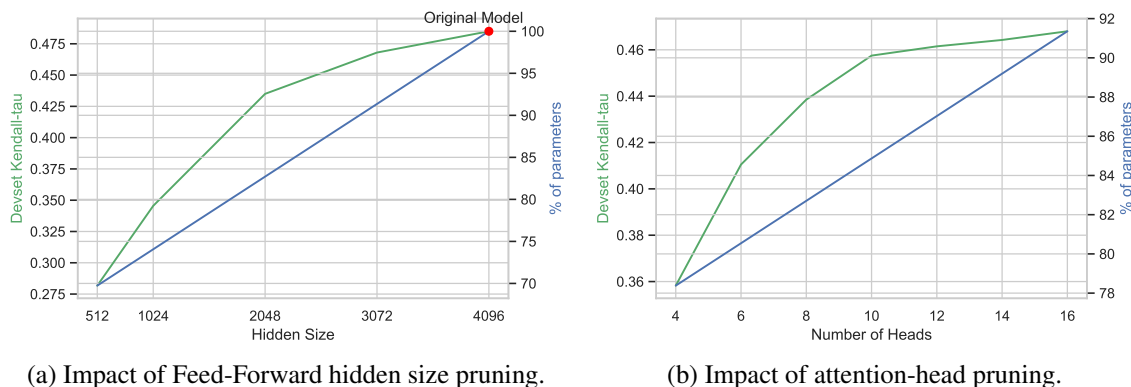 Original Model
0.475
0.450
0.425
0.400
0.375
0.350
0.325
0.300
0.275
Devset Kendall-tau
100
95
90
85
80
75
70
% of parameters
512 1024 2048 3072 4096
Hidden Size
(a) Impact of Feed-Forward hidden size pruning.
0.46
0.44
0.42
0.40
0.38
0.36
Devset Kendall-tau
92
90
88
86
84
82
80
78
% of parameters
4 6 8 10 12 14 16
Number of Heads
(b) Impact of attention-head pruning.